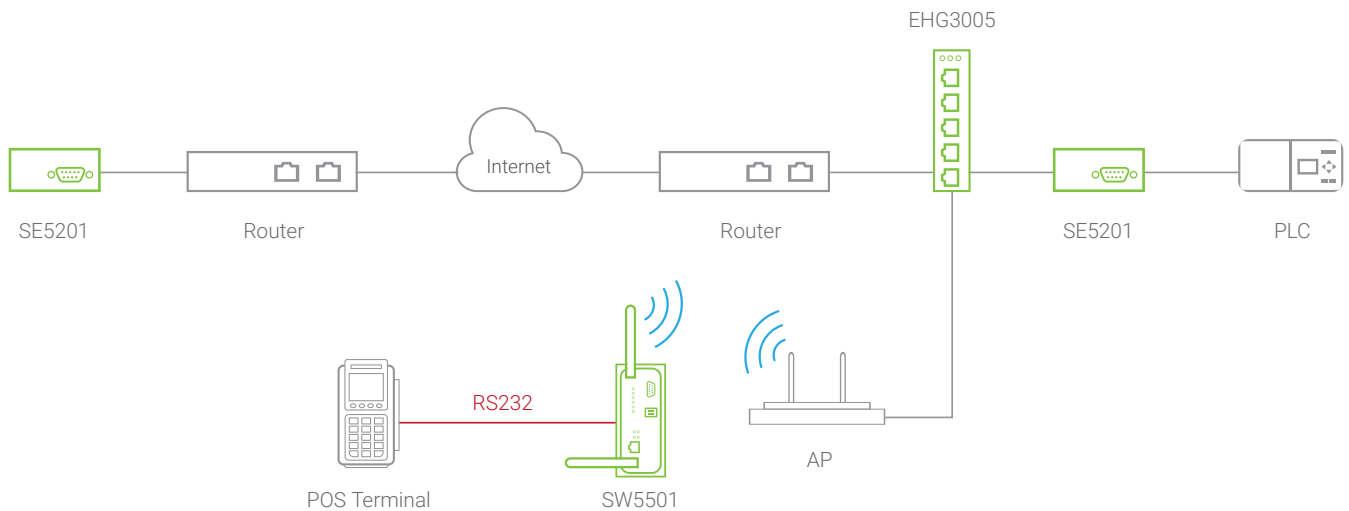 EHG3005
Internet
SE5201
Router
Router
SE5201
PLC
RS232
AP
POS Terminal
SW5501